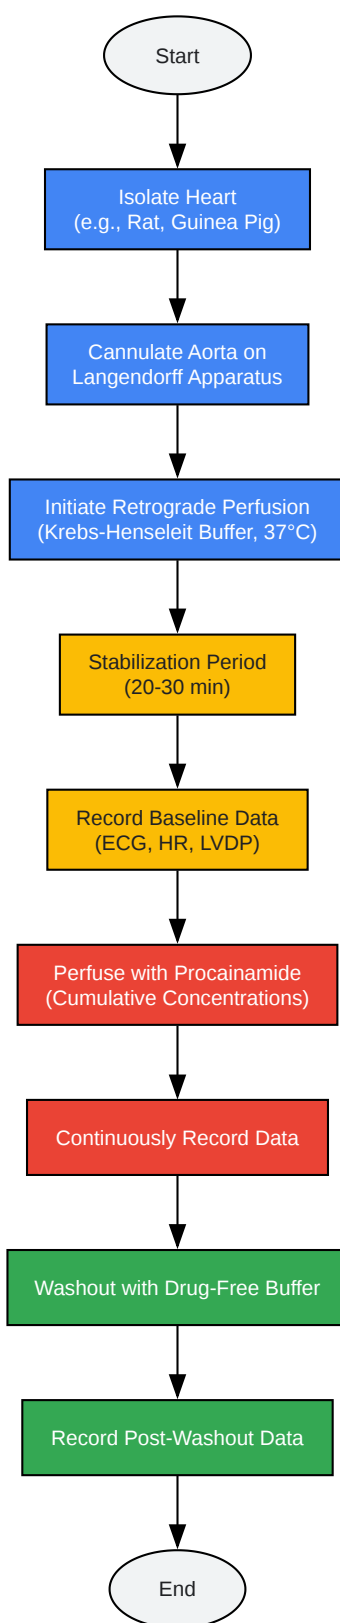 Start
Isolate Heart
(e.g., Rat, Guinea Pig)
Cannulate Aorta on
Langendorff Apparatus
Initiate Retrograde Perfusion
(Krebs-Henseleit Buffer, 37°C)
Stabilization Period
(20-30 min)
Record Baseline Data
(ECG, HR, LVDP)
Perfuse with Procainamide
(Cumulative Concentrations)
Continuously Record Data
Washout with Drug-Free Buffer
Record Post-Washout Data
End